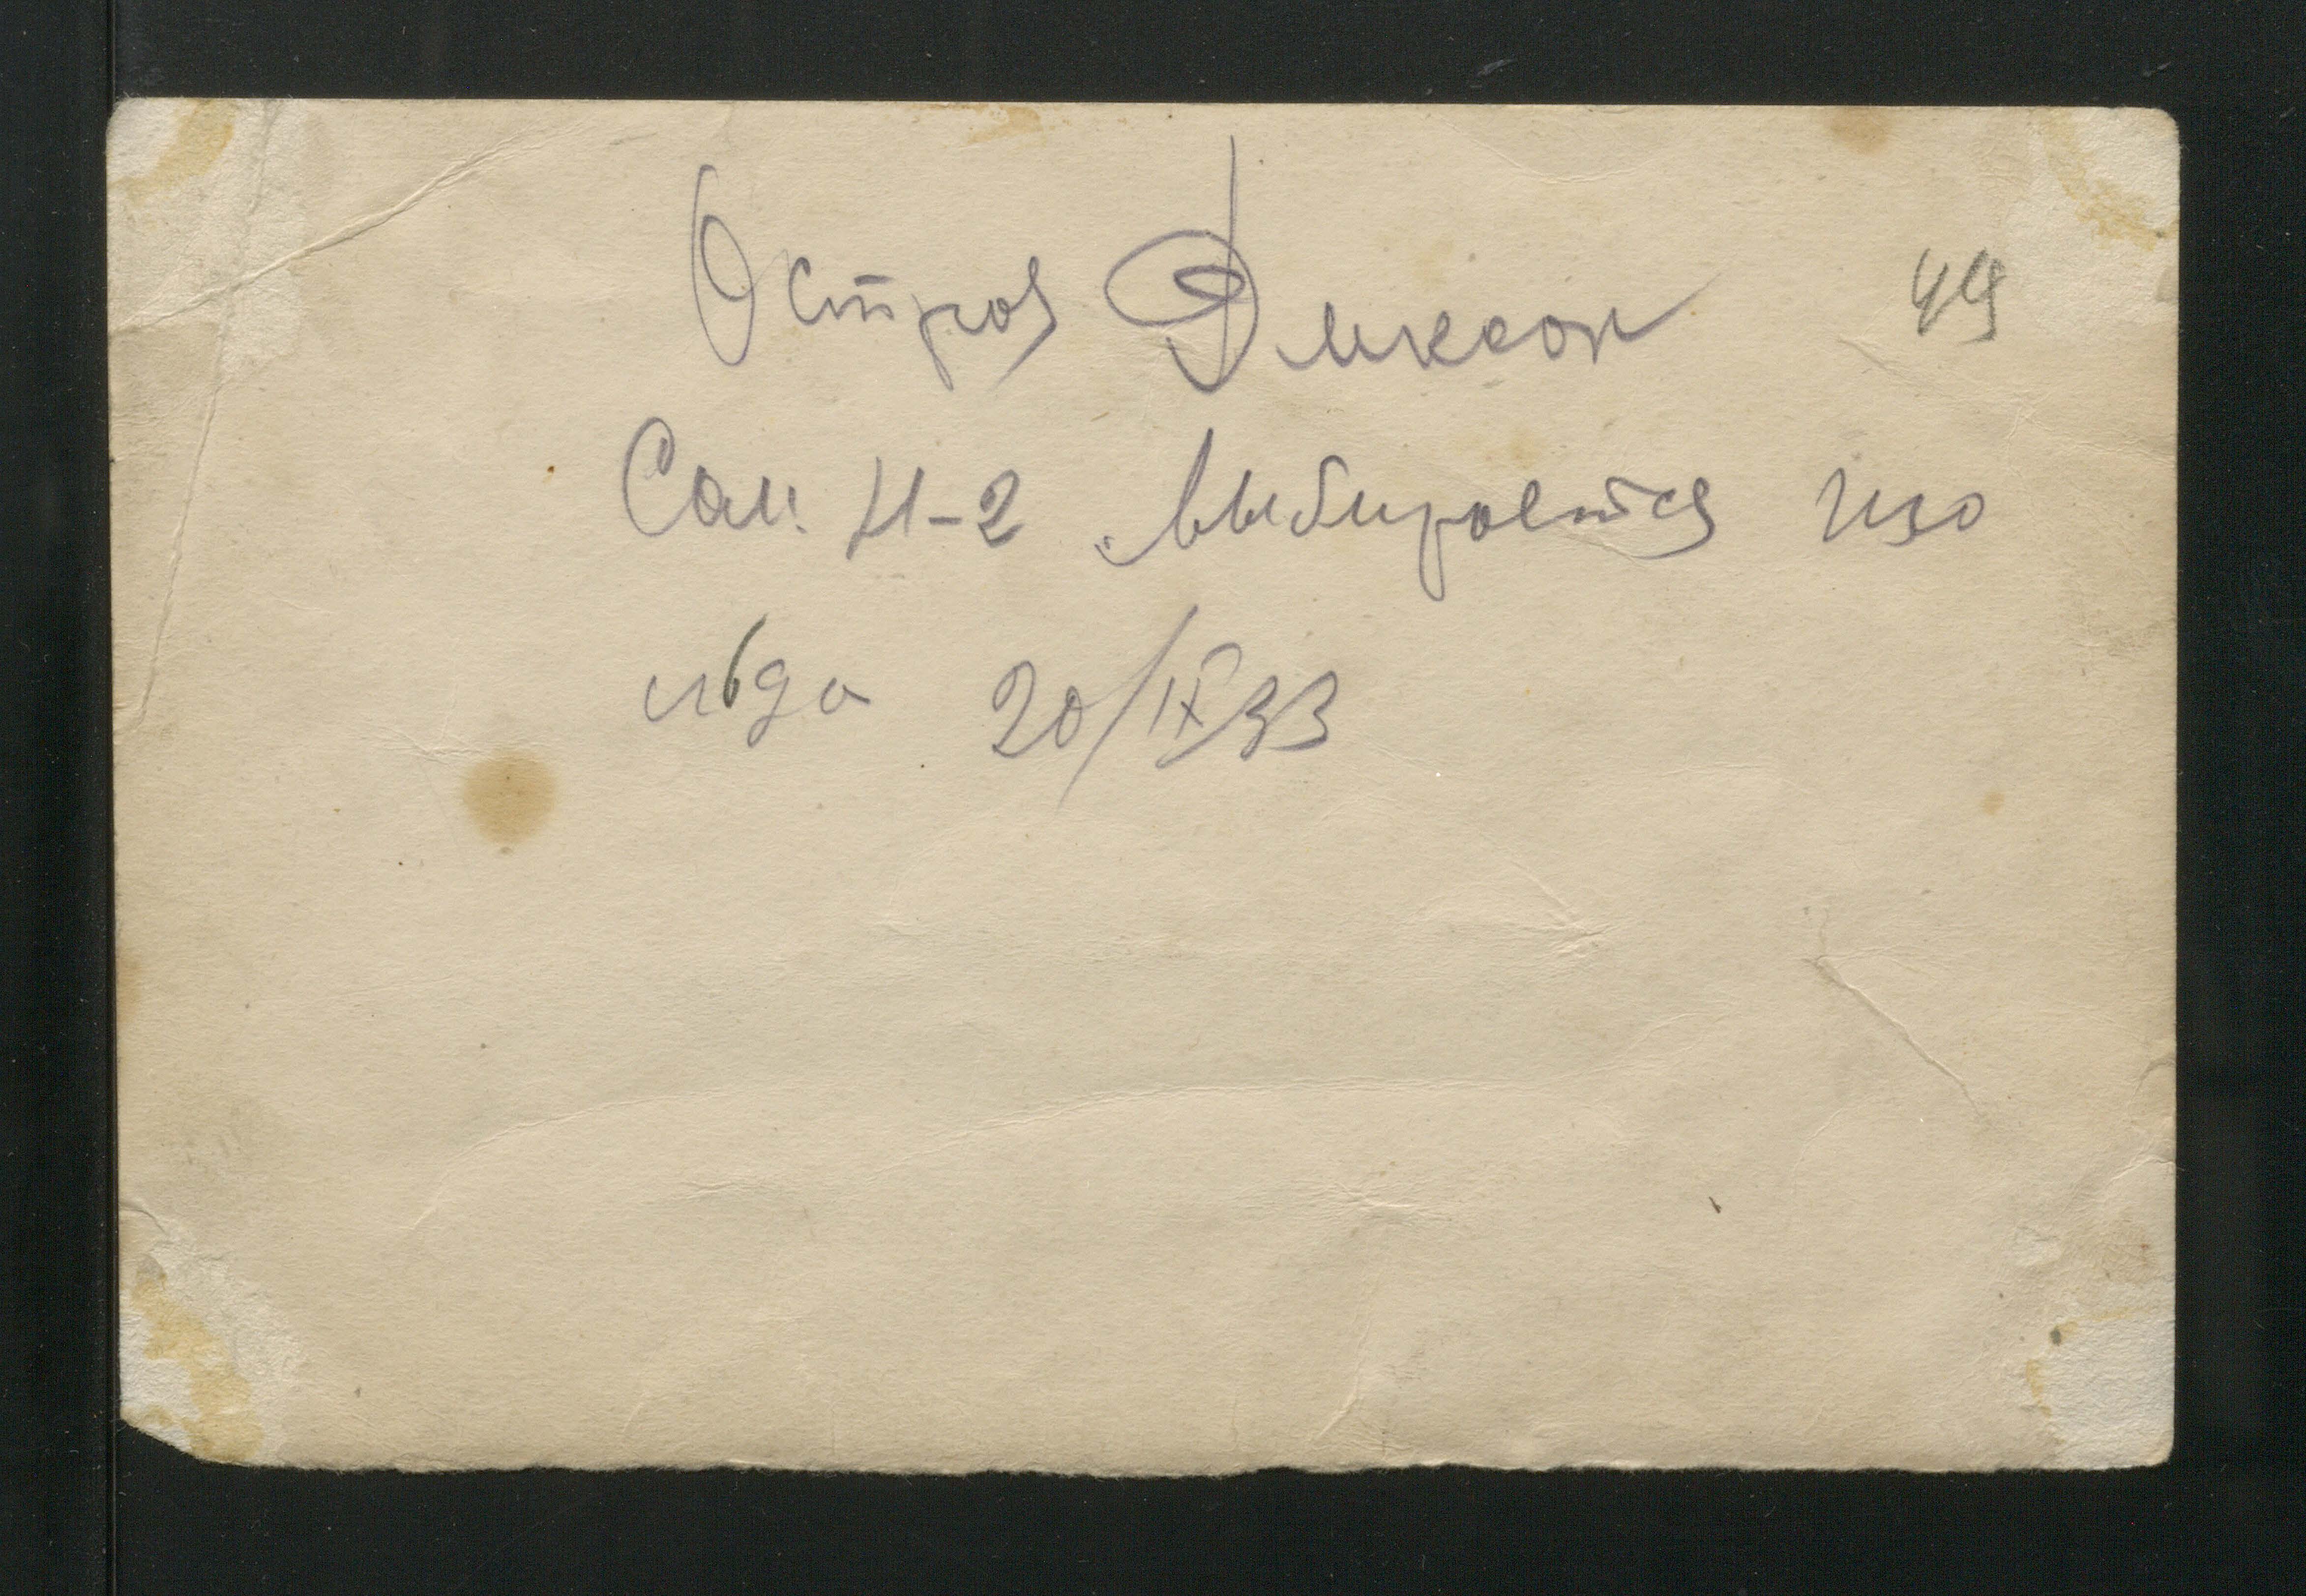 Остров Диксон 49
Сам. Н-2 выбирается изо
льда 20/IX 33